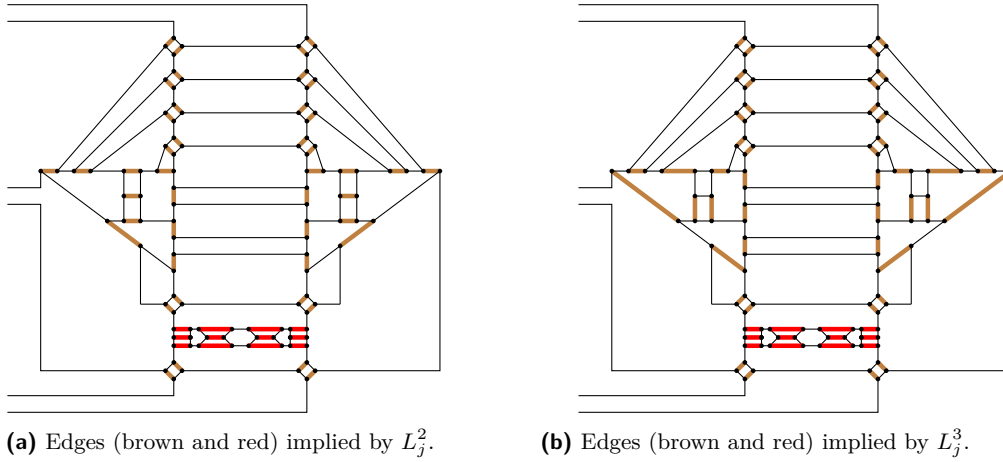 (a) Edges (brown and red) implied by $L_j^2$.
(b) Edges (brown and red) implied by $L_j^3$.